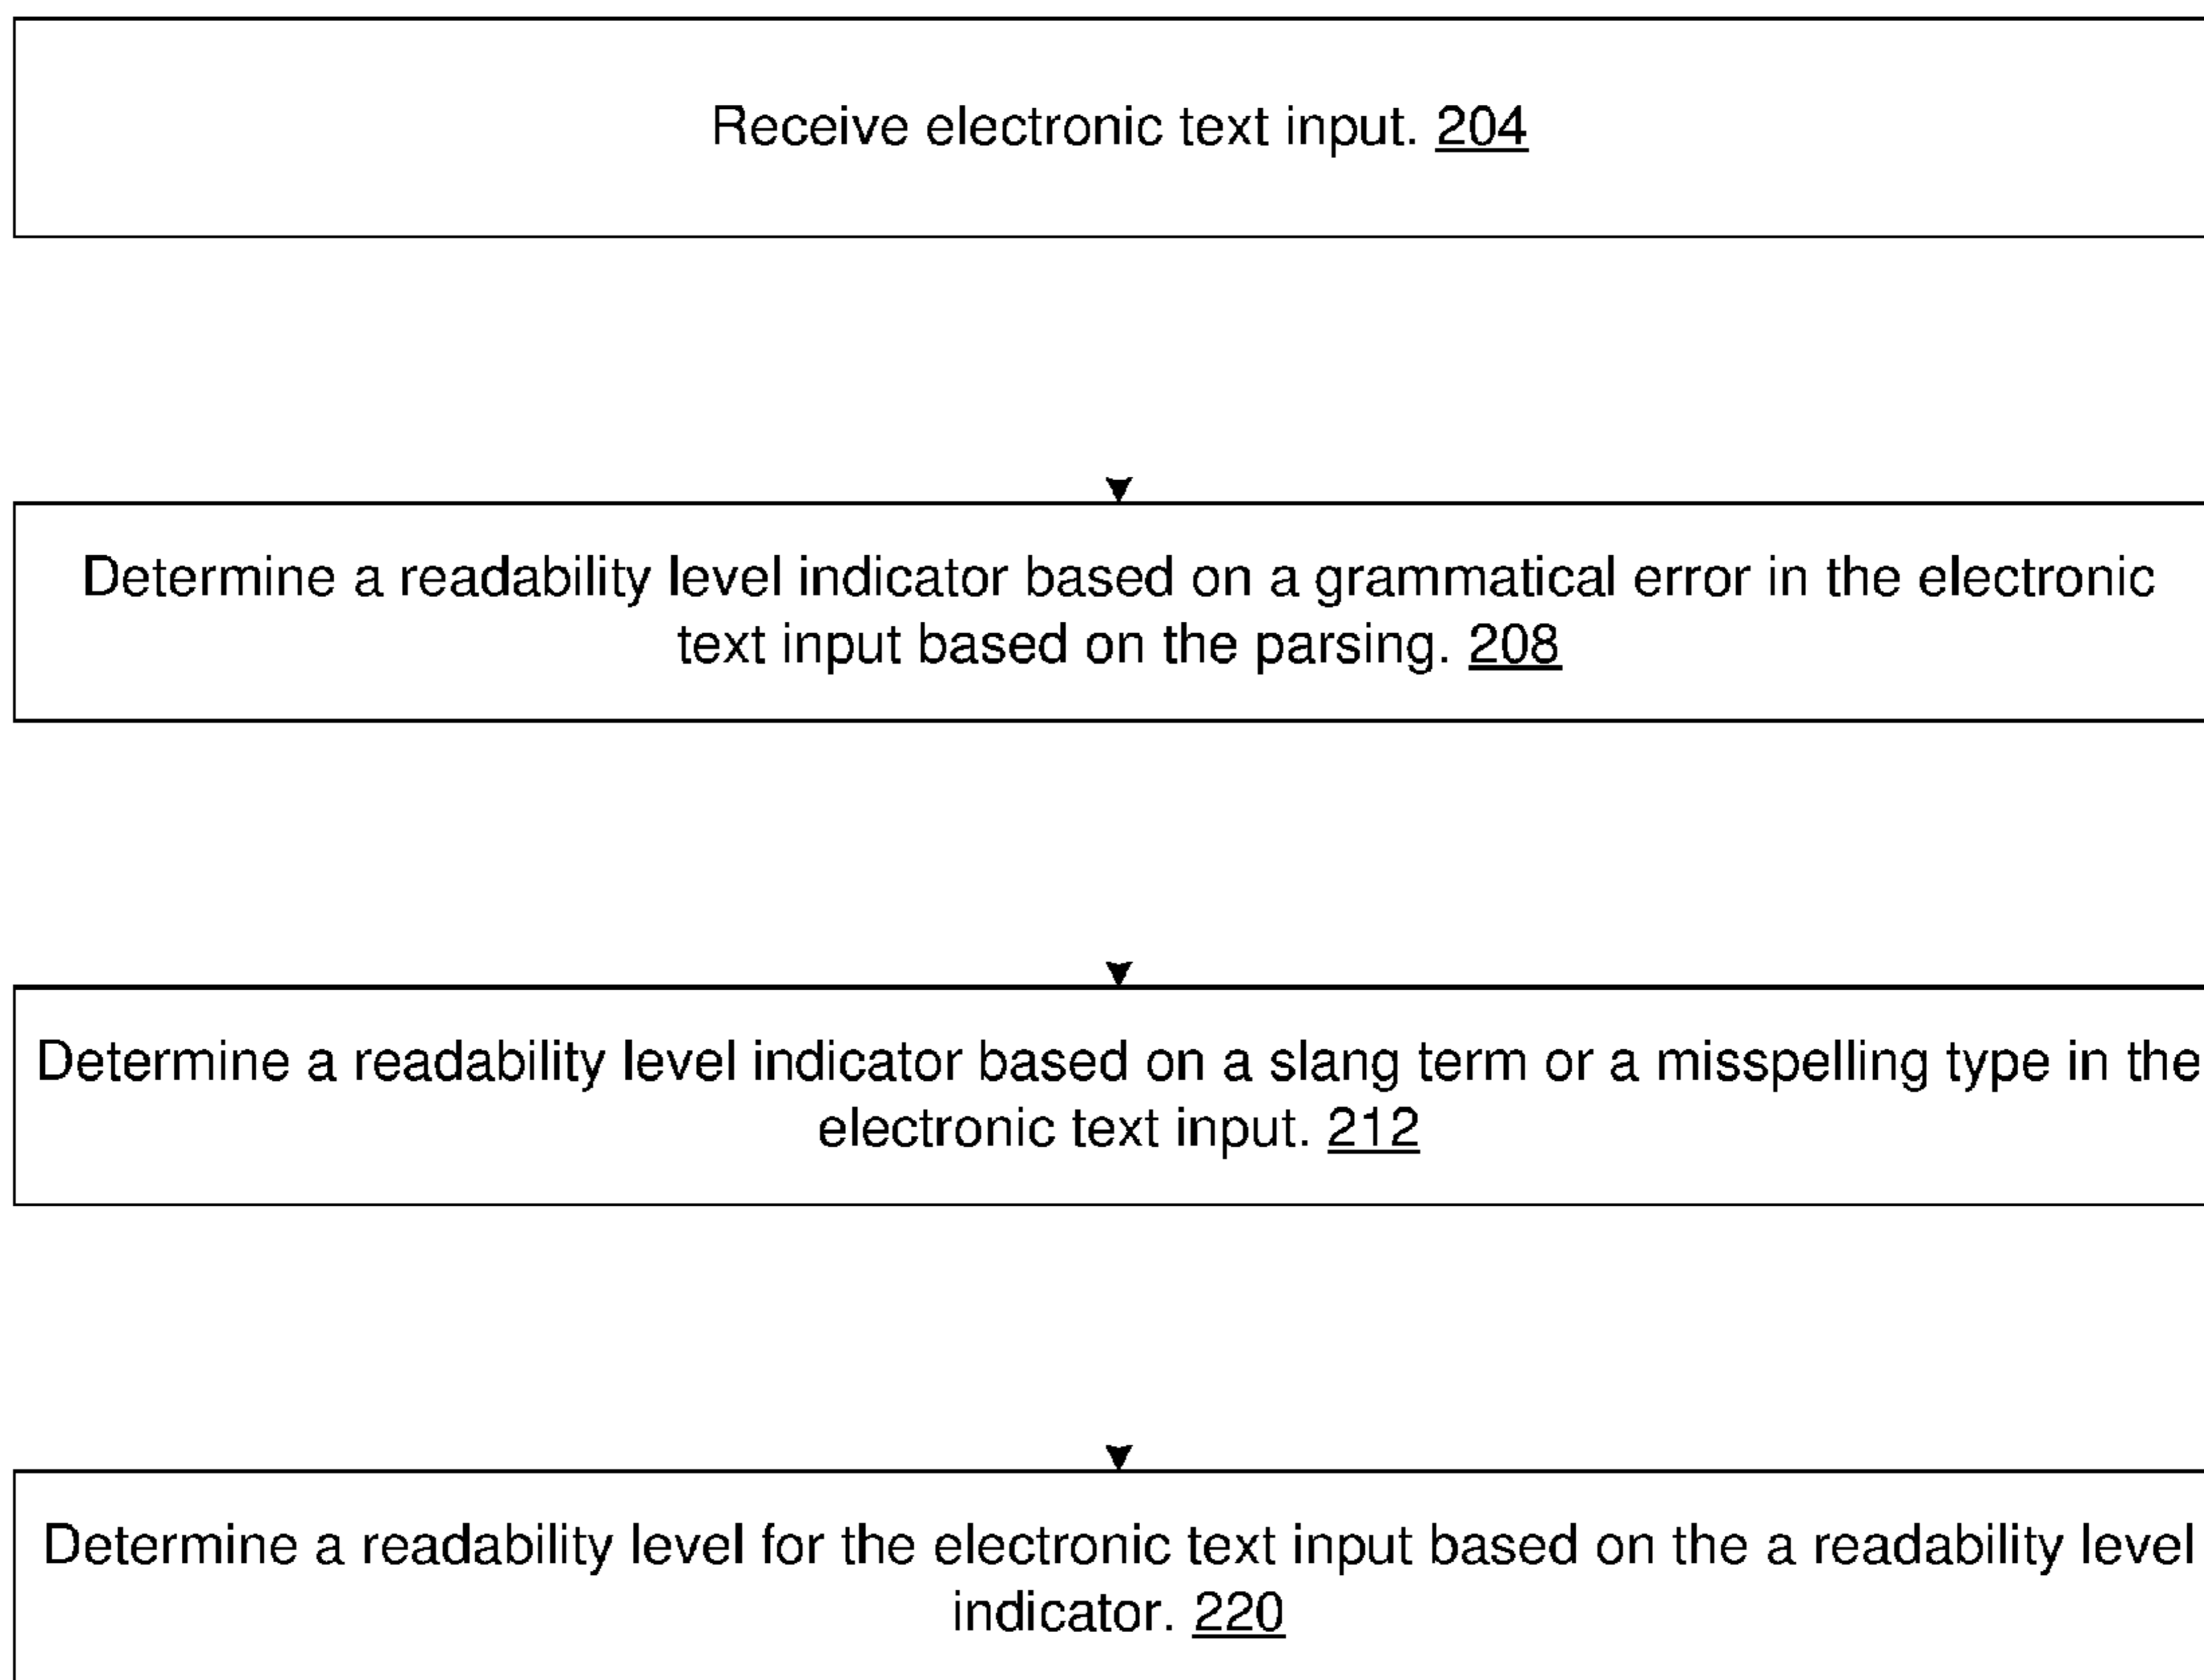 Receive electronic text input. 204
Determine a readability level indicator based on a grammatical error in the electronic
text input based on the parsing. 208
Determine a readability level indicator based on a slang term or a misspelling type in the
electronic text input. 212
Determine a readability level for the electronic text input based on the a readability level
indicator. 220